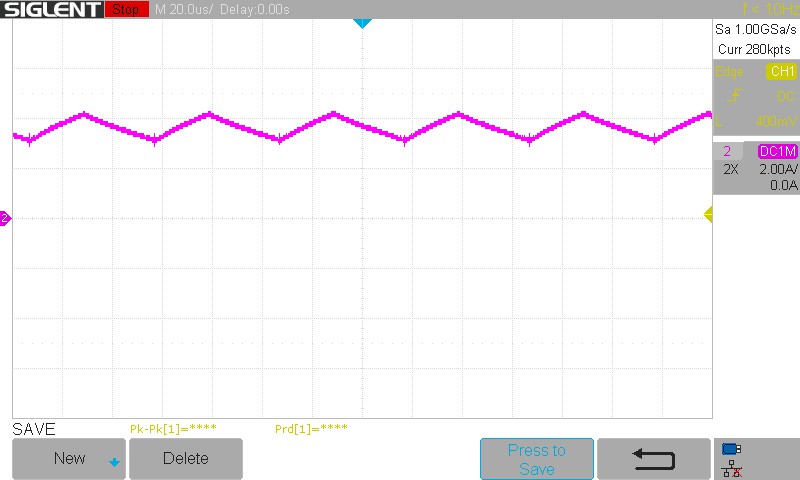 SIGLENT Stop M 20.0us/ Delay:0.00s f < 10Hz
Sa 1.00GSa/s
Curr 280kpts
Edge CH1
DC
L 400mV
2 DC1M
2X 2.00A/
0.0A
2
SAVE Pk-Pk[1]=**** Prd[1]=****
New Delete Press to
Save